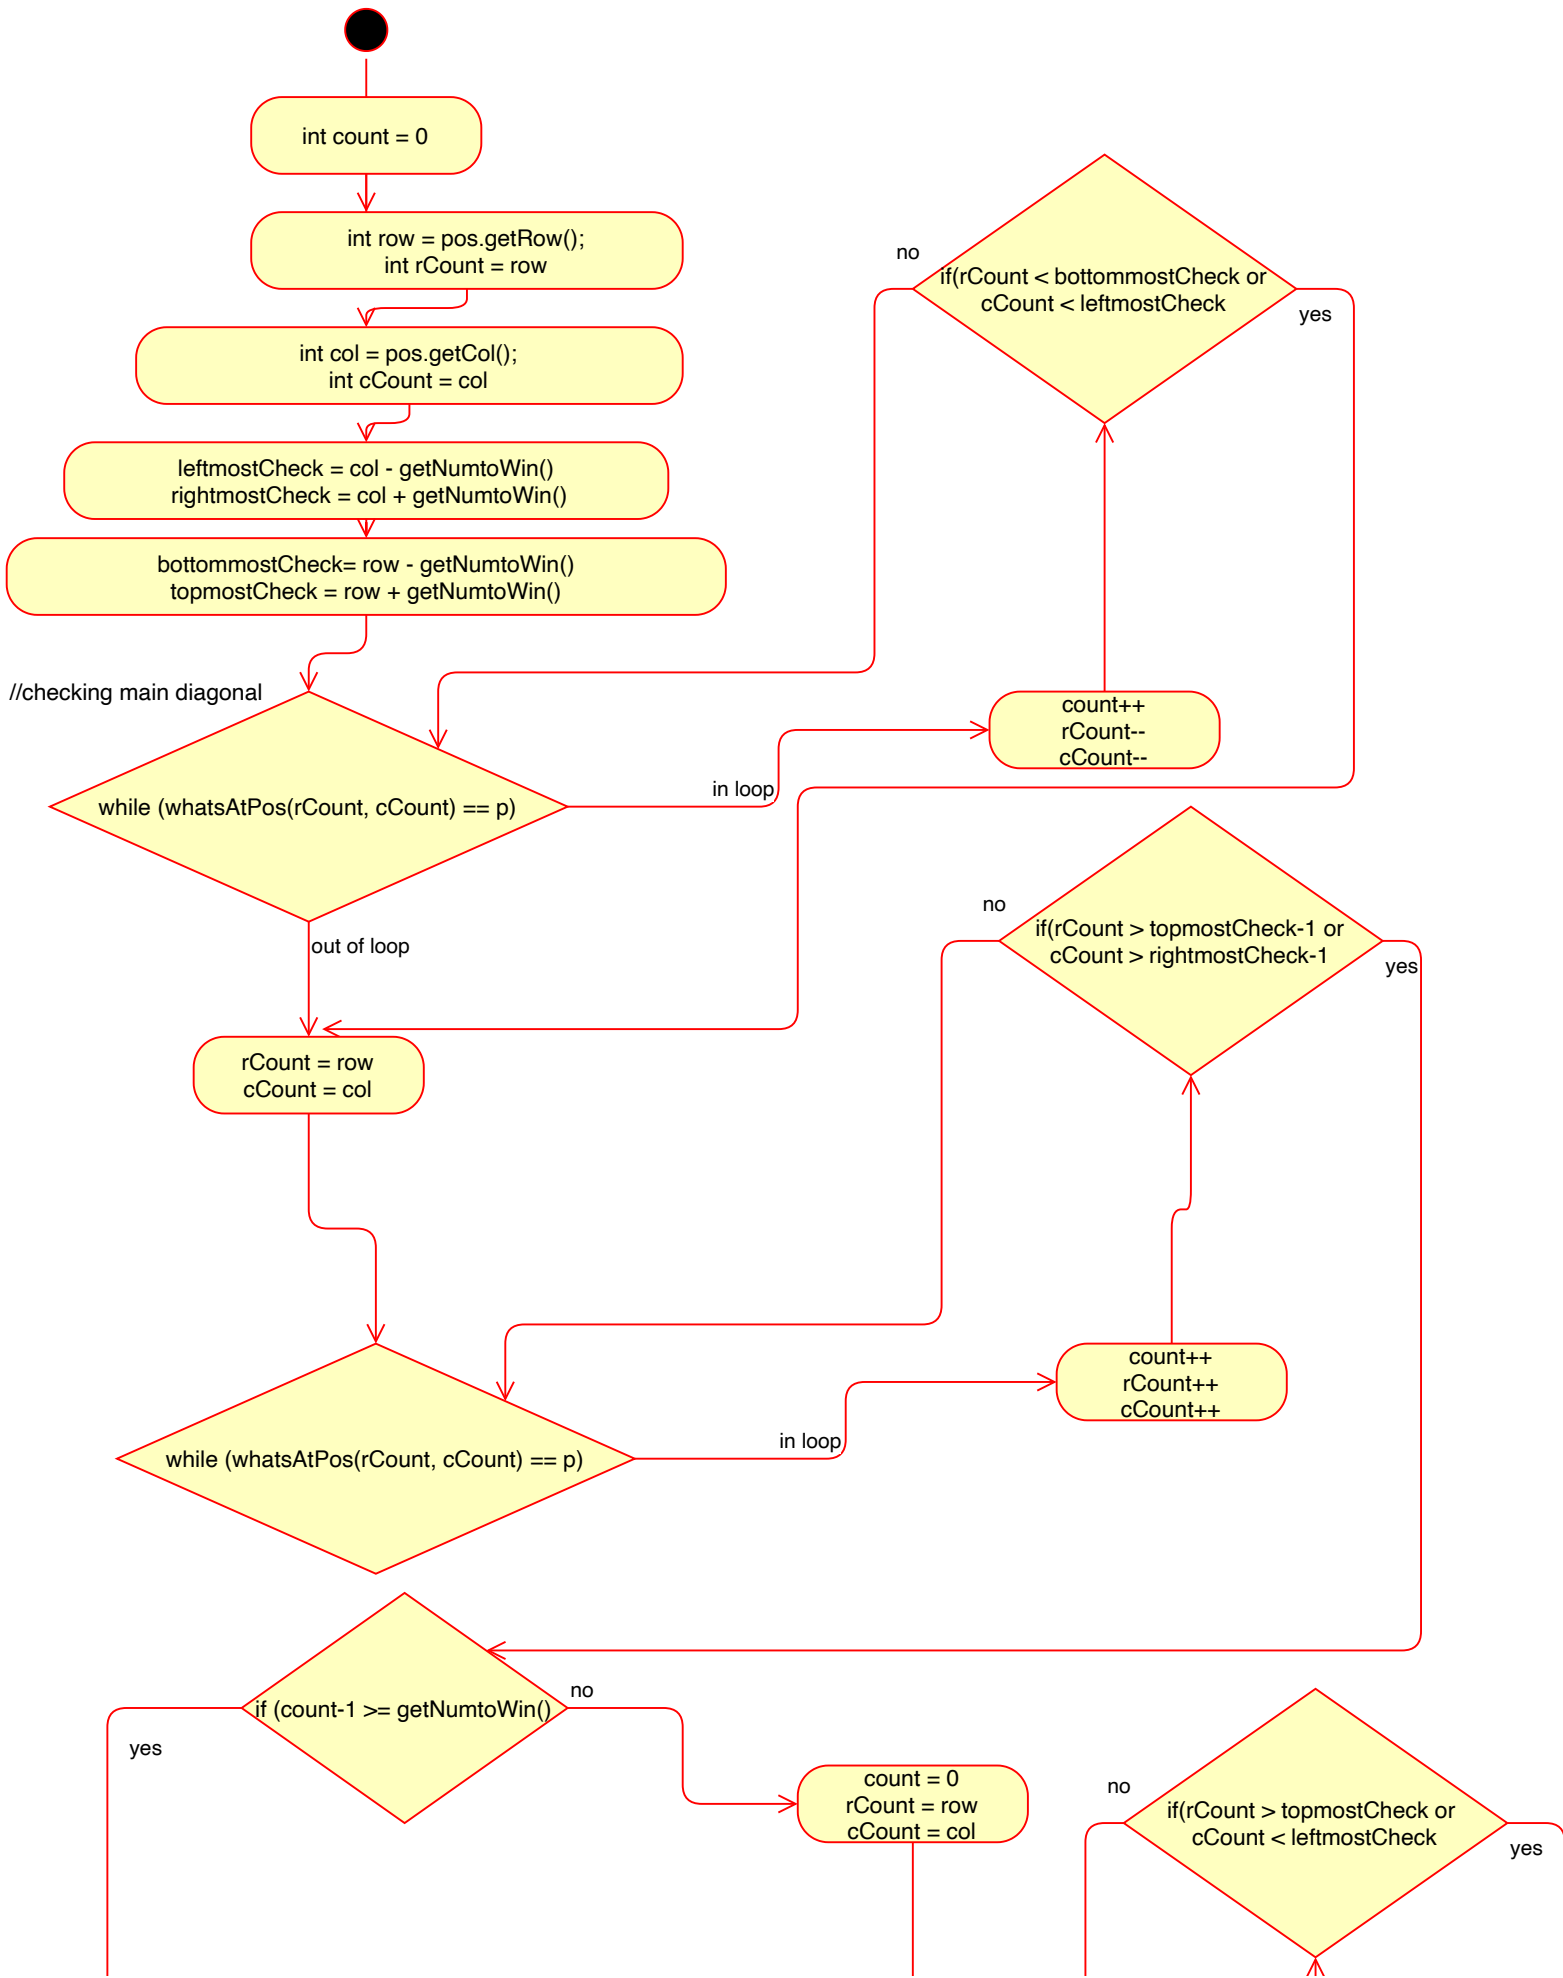 int count = 0
int row = pos.getRow();
int rCount = row
int col = pos.getCol();
int cCount = col
leftmostCheck = col - getNumtoWin()
rightmostCheck = col + getNumtoWin()
bottommostCheck= row - getNumtoWin()
topmostCheck = row + getNumtoWin()
no
if(rCount < bottommostCheck or
cCount < leftmostCheck
yes
//checking main diagonal
while (whatsAtPos(rCount, cCount) == p)
in loop
count++
rCount--
cCount--
out of loop
no
if(rCount > topmostCheck-1 or
cCount > rightmostCheck-1
yes
rCount = row
cCount = col
while (whatsAtPos(rCount, cCount) == p)
in loop
count++
rCount++
cCount++
if (count-1 >= getNumtoWin()
no
yes
count = 0
rCount = row
cCount = col
no
if(rCount > topmostCheck or
cCount < leftmostCheck
yes